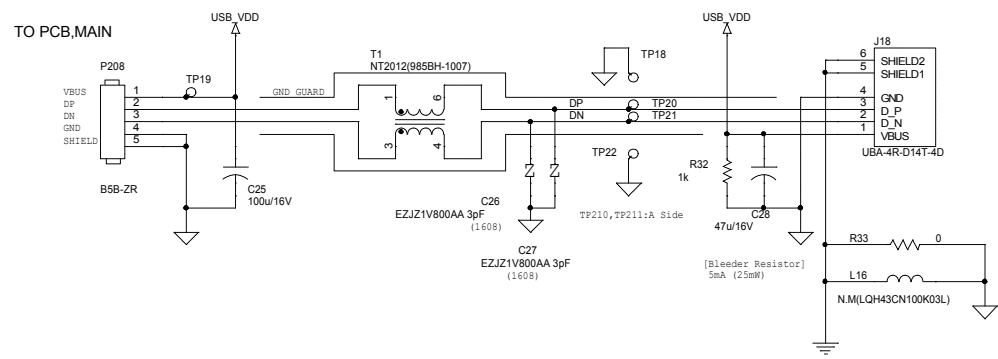 TO PCB,MAIN
USB_VDD
USB_VDD
J18
T1
NT2012(985BH-1007)
TP18
P208
TP19
6 SHIELD2
5 SHIELD1
VBUS 1
GND GUARD
1 6
4 GND
DP 2
DP TP20
3 D_P
DN 3
DN TP21
2 D_N
GND 4
1 VBUS
SHIELD 5
3 4
TP22
R32
1k
UBA-4R-D14T-4D
B5B-ZR
C25
100u/16V
C26
EZJZ1V800AA 3pF
(1608)
TP210,TP211:A Side
C28
47u/16V
C27
EZJZ1V800AA 3pF
(1608)
[Bleeder Resistor]
5mA (25mW)
R33 0
L16
N.M(LQH43CN100K03L)